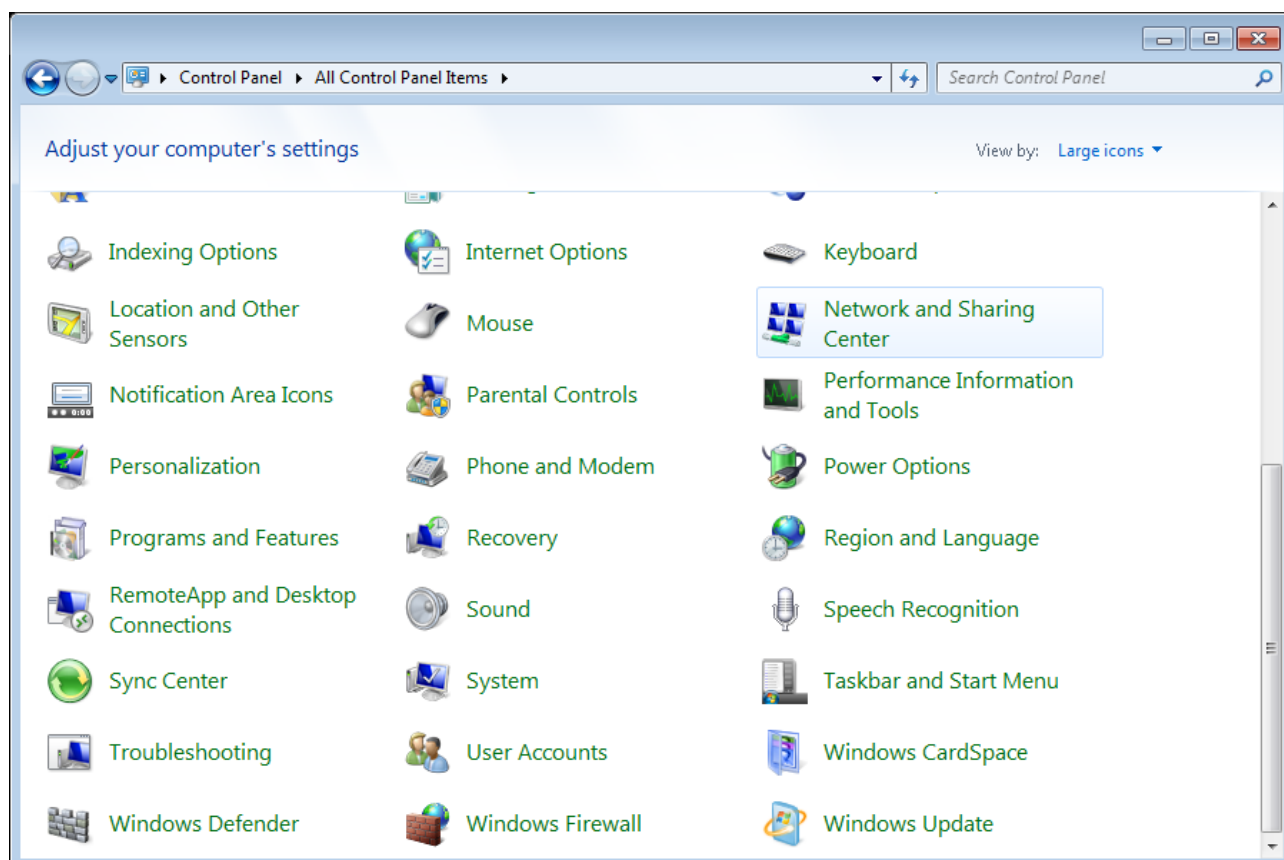 Control Panel All Control Panel Items
Search Control Panel
Adjust your computer's settings
View by: Large icons
Indexing Options
Internet Options
Keyboard
Location and Other
Sensors
Mouse
Network and Sharing
Center
Notification Area Icons
Parental Controls
Performance Information
and Tools
Personalization
Phone and Modem
Power Options
Programs and Features
Recovery
Region and Language
RemoteApp and Desktop
Connections
Sound
Speech Recognition
Sync Center
System
Taskbar and Start Menu
Troubleshooting
User Accounts
Windows CardSpace
Windows Defender
Windows Firewall
Windows Update